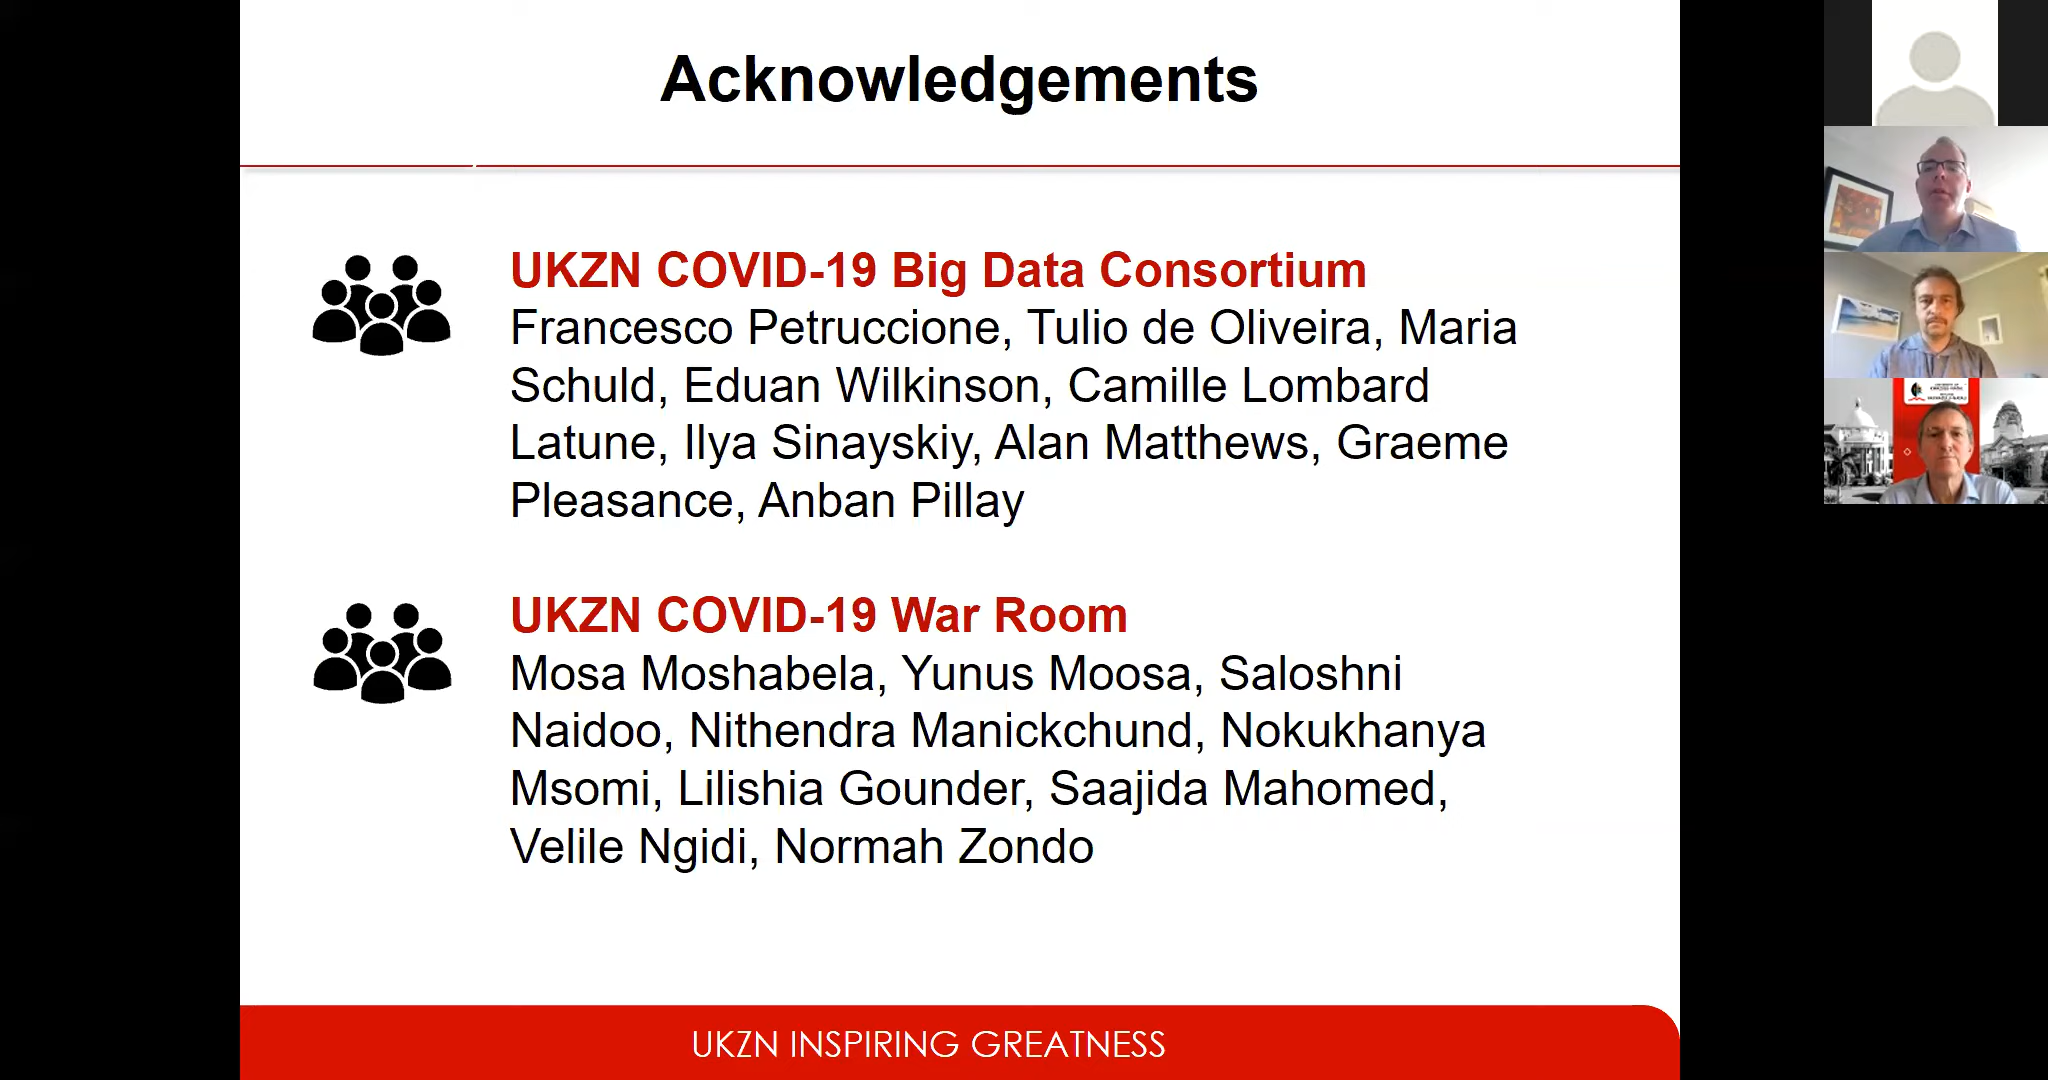 Acknowledgements
UKZN COVID-19 Big Data Consortium
Francesco Petruccione, Tulio de Oliveira, Maria
Schuld, Eduan Wilkinson, Camille Lombard
Latune, Ilya Sinayskiy, Alan Matthews, Graeme
Pleasance, Anban Pillay
UKZN COVID-19 War Room
Mosa Moshabela, Yunus Moosa, Saloshni
Naidoo, Nithendra Manickchund, Nokukhanya
Msomi, Lilishia Gounder, Saajida Mahomed,
Velile Ngidi, Normah Zondo
UKZN INSPIRING GREATNESS